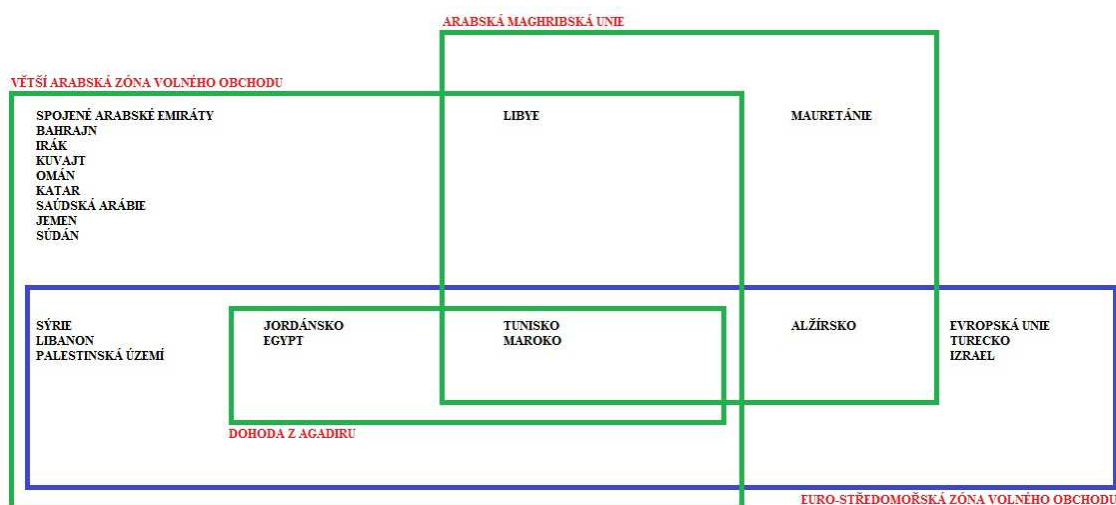 ARABSKÁ MAGHRIBSKÁ UNIE
VĚTŠÍ ARABSKÁ ZÓNA VOLNÉHO OBCHODU
SPOJENÉ ARABSKÉ EMIRÁTY
BAHRAJN
IRÁK
KUVAJT
OMÁN
KATAR
SAÚDSKÁ ARÁBIE
JEMEN
SÚDÁN
LIBYE
MAURETÁNIE
SÝRIE
LIBANON
PALESTINSKÁ ÚZEMÍ
JORDÁNSKO
EGYPT
TUNISKO
MAROKO
ALŽÍRSKO
EVROPSKÁ UNIE
TURECKO
IZRAEL
DOHODA Z AGADIRU
EURO-STŘEDOMOŘSKÁ ZÓNA VOLNÉHO OBCHODU